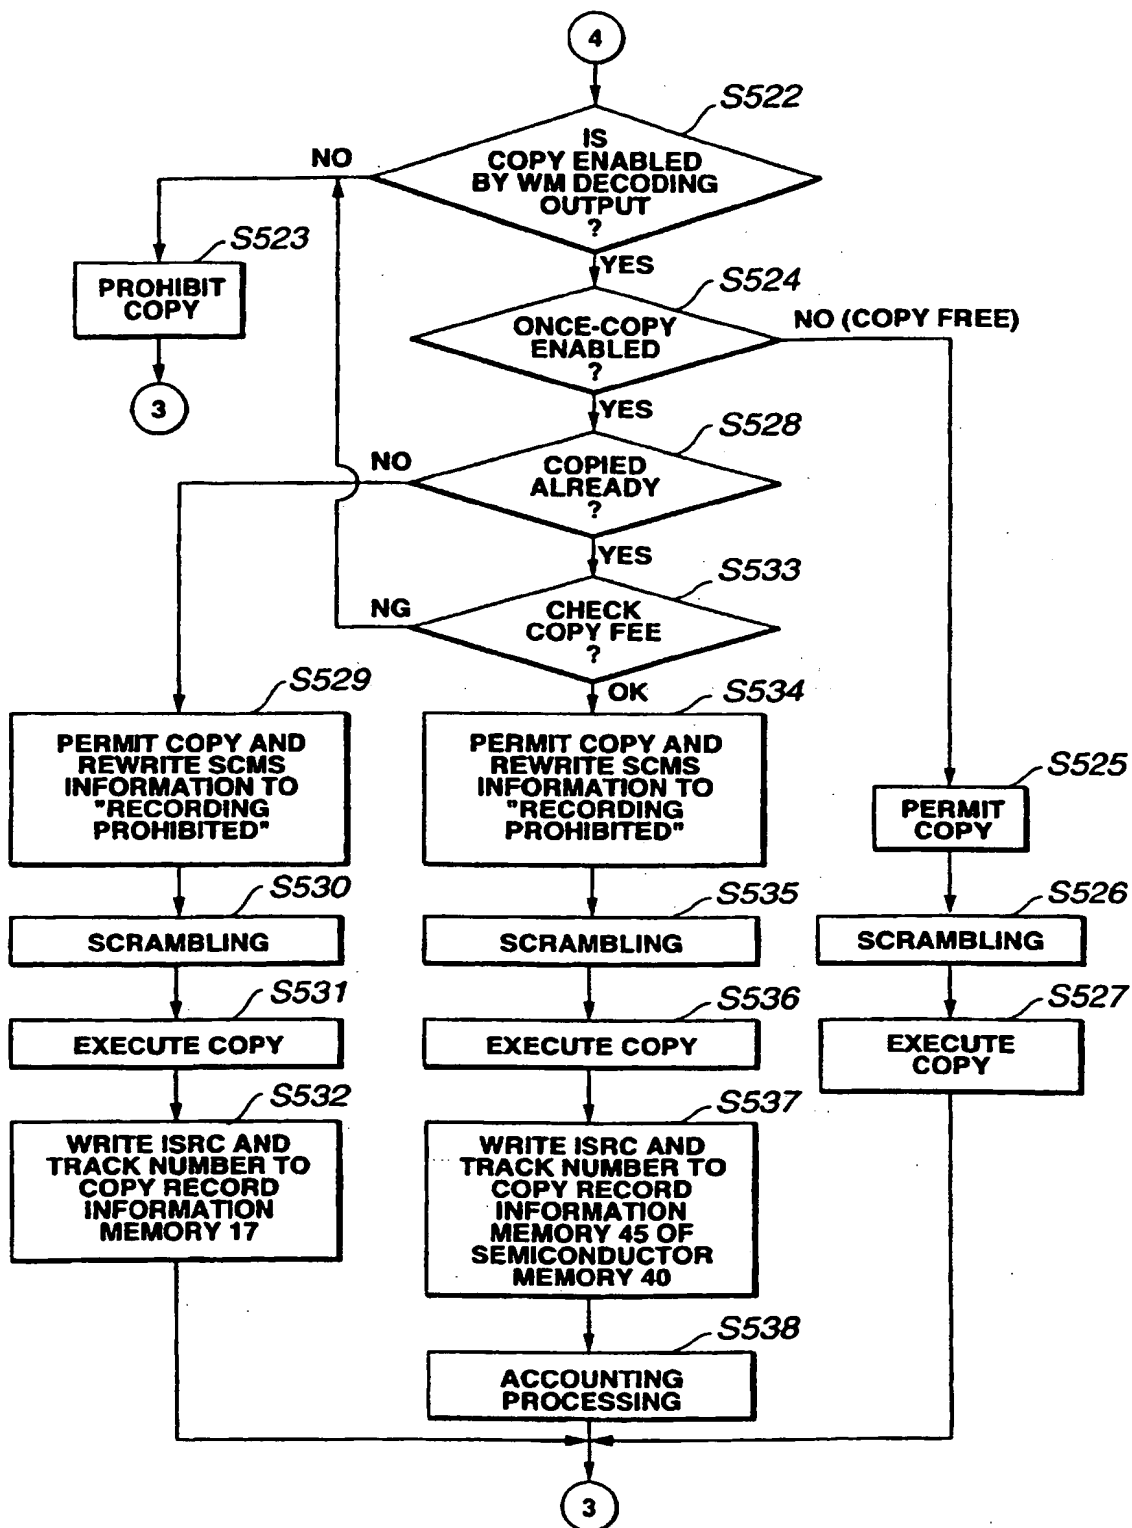 4
S522
IS
COPY ENABLED
BY WM DECODING
OUTPUT
?
NO
YES
S523
PROHIBIT
COPY
3
S524
ONCE-COPY
ENABLED
?
NO (COPY FREE)
YES
S528
COPIED
ALREADY
?
NO
YES
S533
CHECK
COPY FEE
?
NG
OK
S529
PERMIT COPY AND
REWRITE SCMS
INFORMATION TO
"RECORDING
PROHIBITED"
S534
PERMIT COPY AND
REWRITE SCMS
INFORMATION TO
"RECORDING
PROHIBITED"
S525
PERMIT
COPY
S530
SCRAMBLING
S535
SCRAMBLING
S526
SCRAMBLING
S531
EXECUTE COPY
S536
EXECUTE COPY
S527
EXECUTE
COPY
S532
WRITE ISRC AND
TRACK NUMBER TO
COPY RECORD
INFORMATION
MEMORY 17
S537
WRITE ISRC AND
TRACK NUMBER TO
COPY RECORD
INFORMATION
MEMORY 45 OF
SEMICONDUCTOR
MEMORY 40
S538
ACCOUNTING
PROCESSING
3